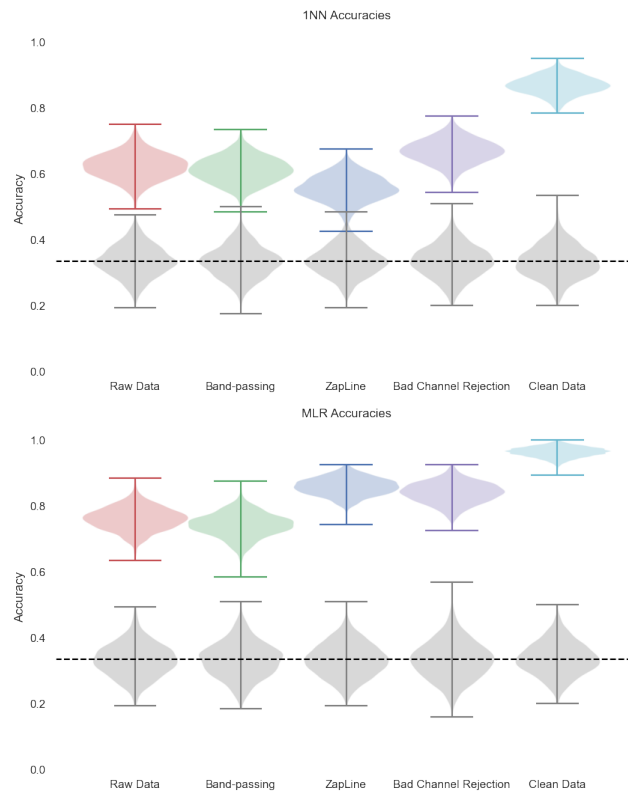 1NN Accuracies
1.0
0.8
0.6
0.4
0.2
0.0
Accuracy
Raw Data Band-passing ZapLine Bad Channel Rejection Clean Data
MLR Accuracies
1.0
0.8
0.6
0.4
0.2
0.0
Accuracy
Raw Data Band-passing ZapLine Bad Channel Rejection Clean Data